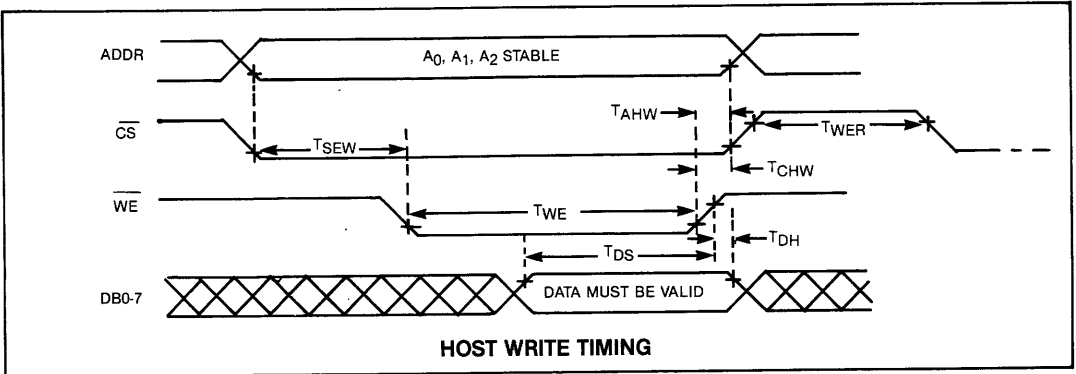 ADDR
A0, A1, A2 STABLE
TAHW
CS
TSEW
TWER
TCHW
WE
TWE
TDS
TDH
DB0-7
DATA MUST BE VALID
HOST WRITE TIMING